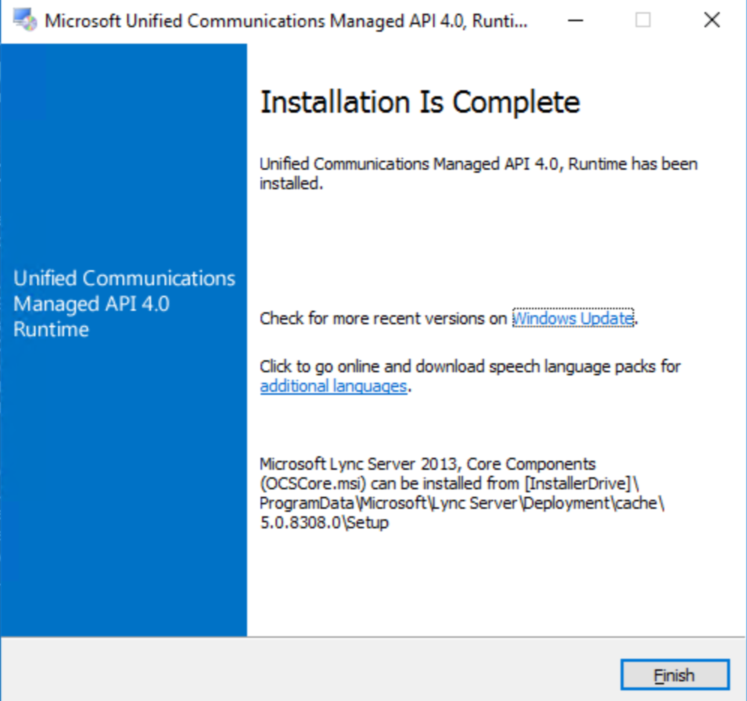 Microsoft Unified Communications Managed API 4.0, Runti...
Installation Is Complete
Unified Communications Managed API 4.0, Runtime has been
installed.
Unified Communications
Managed API 4.0
Runtime
Check for more recent versions on Windows Update.
Click to go online and download speech language packs for
additional languages.
Microsoft Lync Server 2013, Core Components
(OCSCore.msi) can be installed from [InstallerDrive]\
ProgramData\Microsoft\Lync Server\Deployment\cache\
5.0.8308.0\Setup
Finish